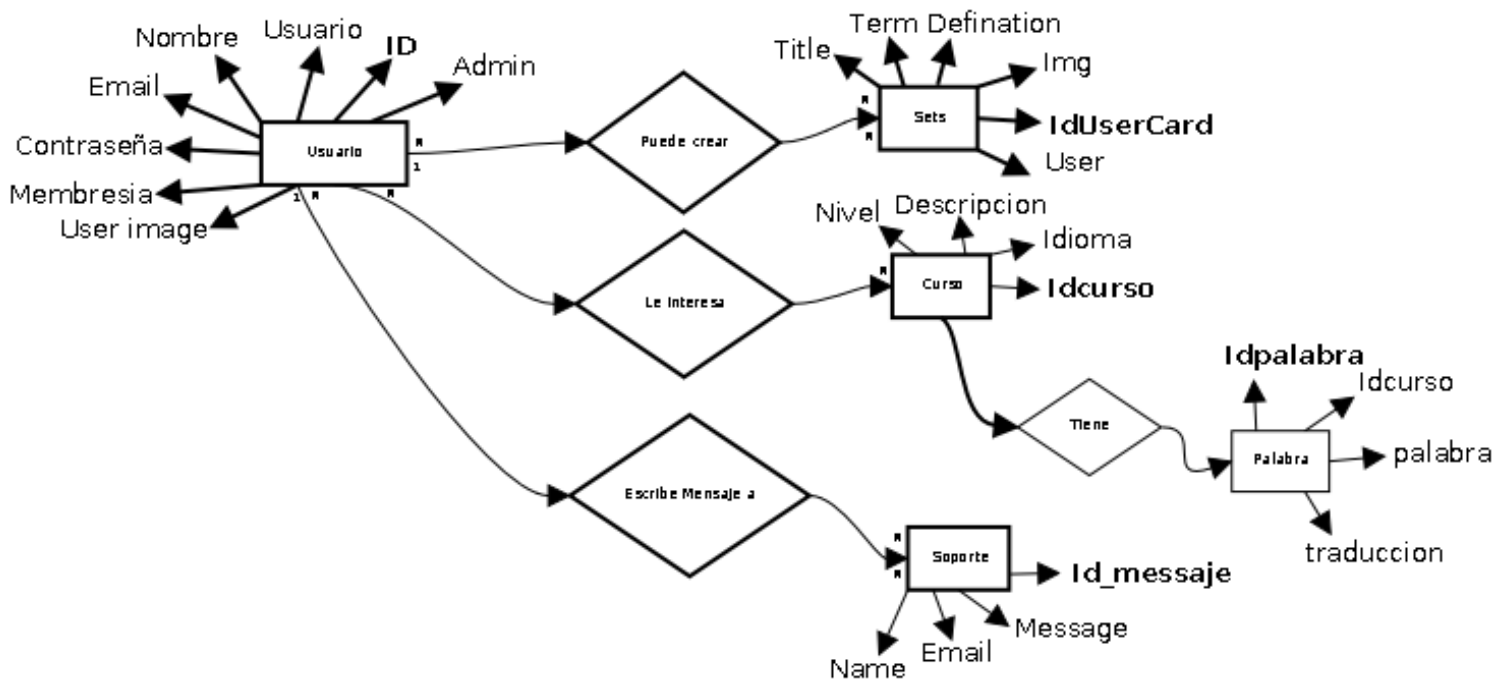 Nombre
Usuario
ID
Admin
Email
Contraseña
Membresia
User image
Usuario
N
1
1
N
N
Puede crear
Title
Term Defination
Img
IdUserCard
User
Sets
N
N
Le interesa
Nivel
Descripcion
Idioma
Idcurso
N
Curso
Tiene
Idpalabra
Idcurso
palabra
traduccion
Palabra
Escribe Mensaje a
N
N
Soporte
Id_messaje
Message
Email
Name